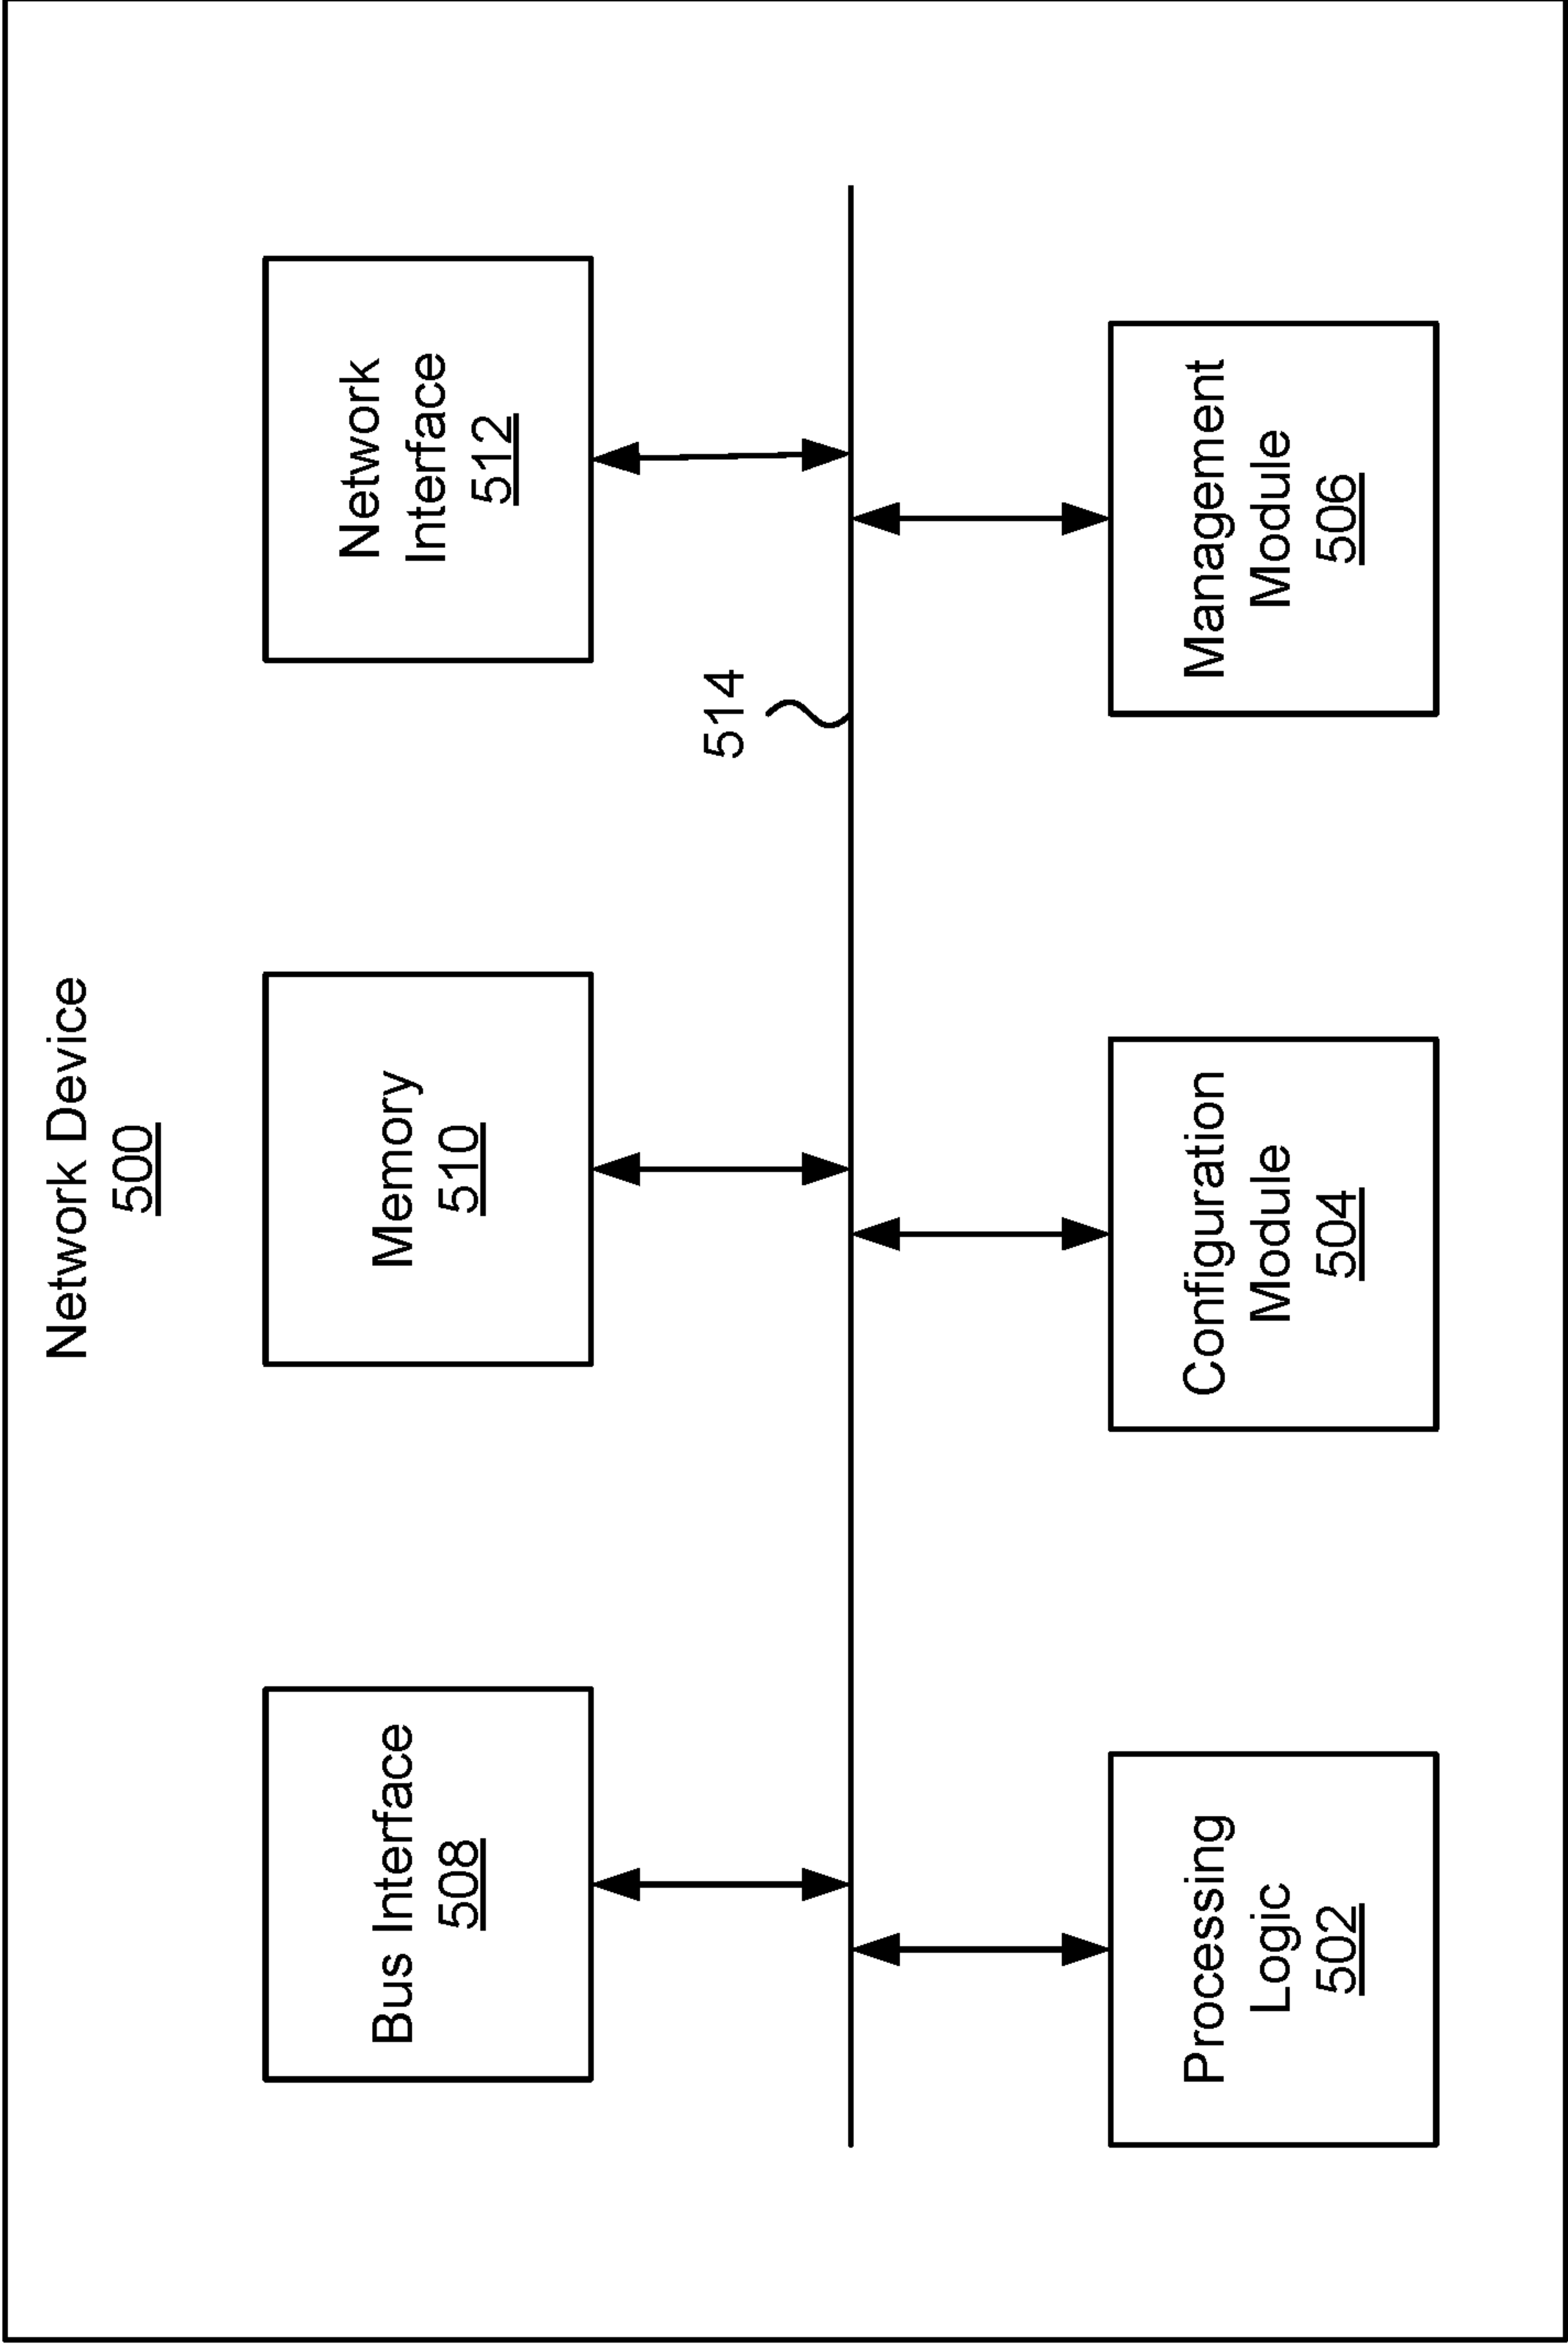 Network Device
500
Bus Interface
508
Memory
510
Network
Interface
512
514
Processing
Logic
502
Configuration
Module
504
Management
Module
506